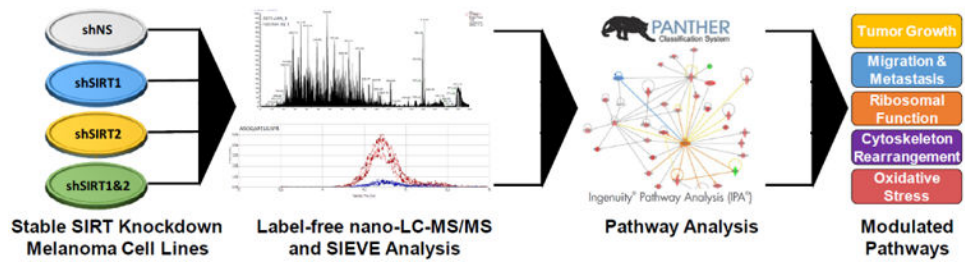 shNS
shSIRT1
shSIRT2
shSIRT1&2
Stable SIRT Knockdown
Melanoma Cell Lines
Label-free nano-LC-MS/MS
and SIEVE Analysis
PANTHER
Classification System
Ingenuity® Pathway Analysis (IPA®)
Pathway Analysis
Tumor Growth
Migration &
Metastasis
Ribosomal
Function
Cytoskeleton
Rearrangement
Oxidative
Stress
Modulated
Pathways